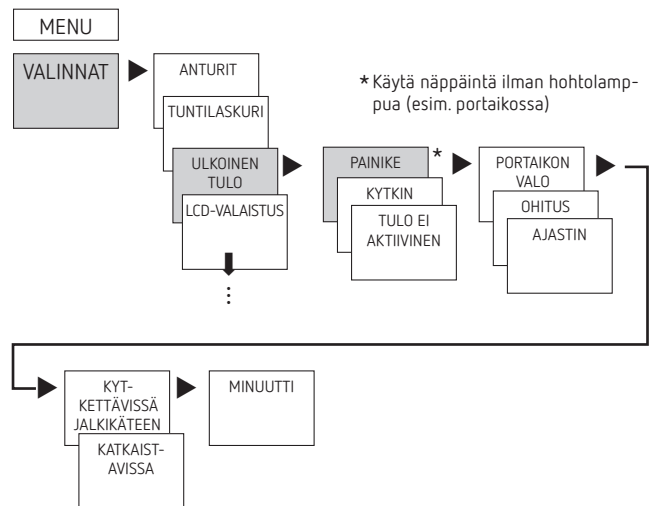 MENU
VALINNAT
ANTURIT
TUNTILASKURI
ULKOINEN
TULO
LCD-VALAISTUS
* Käytä näppäintä ilman hohtolamp-
pua (esim. portaikossa)
PAINIKE *
KYTKIN
TULO EI
AKTIIVINEN
PORTAIKON
VALO
OHITUS
AJASTIN
KYT-
KETTÄVISSÄ
JALKIKÄTEEN
KATKAIST-
AVISSA
MINUUTTI